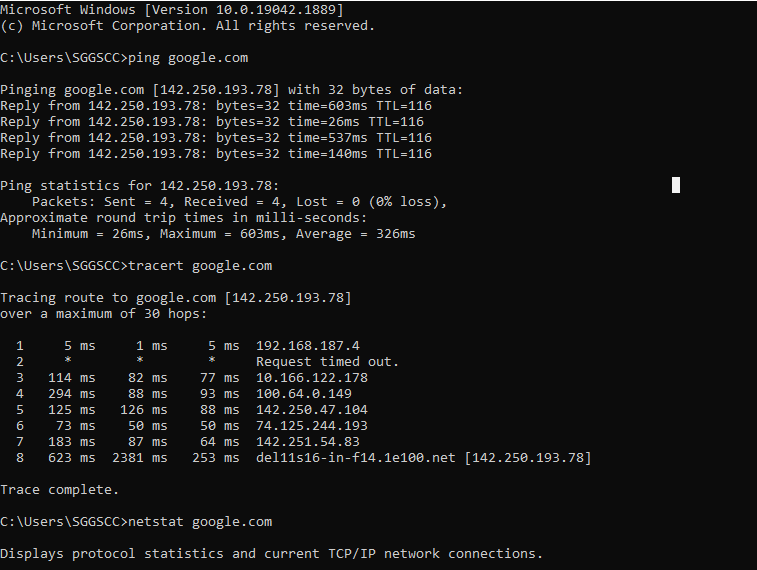 Microsoft Windows [Version 10.0.19042.1889]
(c) Microsoft Corporation. All rights reserved.
C:\Users\SGGSCC>ping google.com
Pinging google.com [142.250.193.78] with 32 bytes of data:
Reply from 142.250.193.78: bytes=32 time=603ms TTL=116
Reply from 142.250.193.78: bytes=32 time=26ms TTL=116
Reply from 142.250.193.78: bytes=32 time=537ms TTL=116
Reply from 142.250.193.78: bytes=32 time=140ms TTL=116
Ping statistics for 142.250.193.78:
    Packets: Sent = 4, Received = 4, Lost = 0 (0% loss),
Approximate round trip times in milli-seconds:
    Minimum = 26ms, Maximum = 603ms, Average = 326ms
C:\Users\SGGSCC>tracert google.com
Tracing route to google.com [142.250.193.78]
over a maximum of 30 hops:
  1     5 ms     1 ms     5 ms  192.168.187.4
  2     *        *        *     Request timed out.
  3   114 ms    82 ms    77 ms  10.166.122.178
  4   294 ms    88 ms    93 ms  100.64.0.149
  5   125 ms   126 ms    88 ms  142.250.47.104
  6    73 ms    50 ms    50 ms  74.125.244.193
  7   183 ms    87 ms    64 ms  142.251.54.83
  8   623 ms  2381 ms   253 ms  del11s16-in-f14.1e100.net [142.250.193.78]
Trace complete.
C:\Users\SGGSCC>netstat google.com
Displays protocol statistics and current TCP/IP network connections.